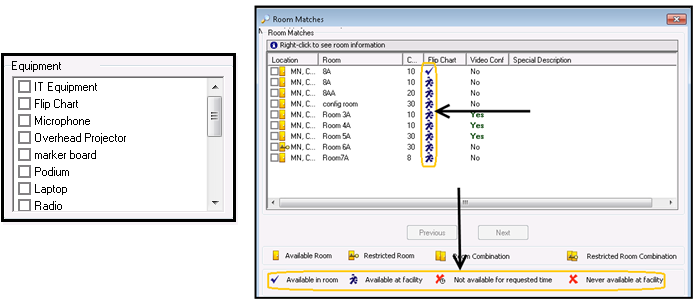 Equipment
IT Equipment
Flip Chart
Microphone
Overhead Projector
marker board
Podium
Laptop
Radio
Room Matches
Room Matches
Right-click to see room information
Location Room C... Flip Chart Video Conf Special Description
MN, C... 8A 10 No
MN, C... 8A 10 No
MN, C... 8AA 20 No
MN, C... config room 30 No
MN, C... Room 3A 10 Yes
MN, C... Room 4A 10 Yes
MN, C... Room 5A 30 Yes
MN, C... Room 6A 30 No
MN, C... Room7A 8 No
Previous Next
Available Room Restricted Room Room Combination Restricted Room Combination
Available in room Available at facility Not available for requested time Never available at facility